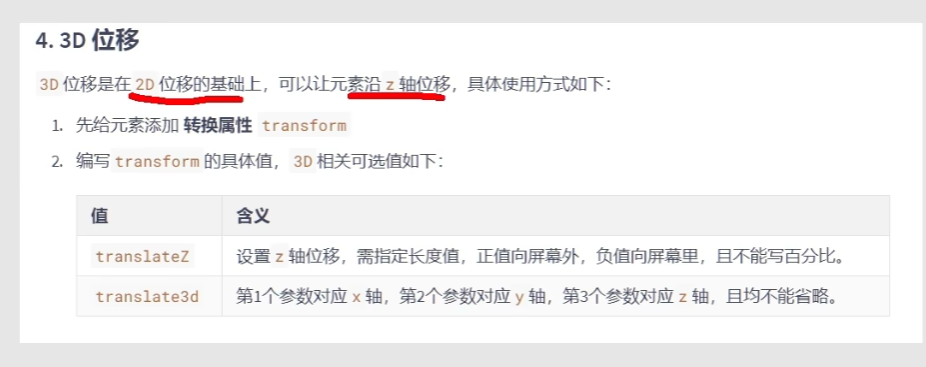 4. 3D 位移
3D 位移是在 2D 位移的基础上，可以让元素沿 z 轴位移，具体使用方式如下：
1. 先给元素添加 转换属性 transform
2. 编写 transform 的具体值， 3D 相关可选值如下：
值 含义
translateZ 设置 z 轴位移，需指定长度值，正值向屏幕外，负值向屏幕里，且不能写百分比。
translate3d 第1个参数对应 x 轴，第2个参数对应 y 轴，第3个参数对应 z 轴，且均不能省略。